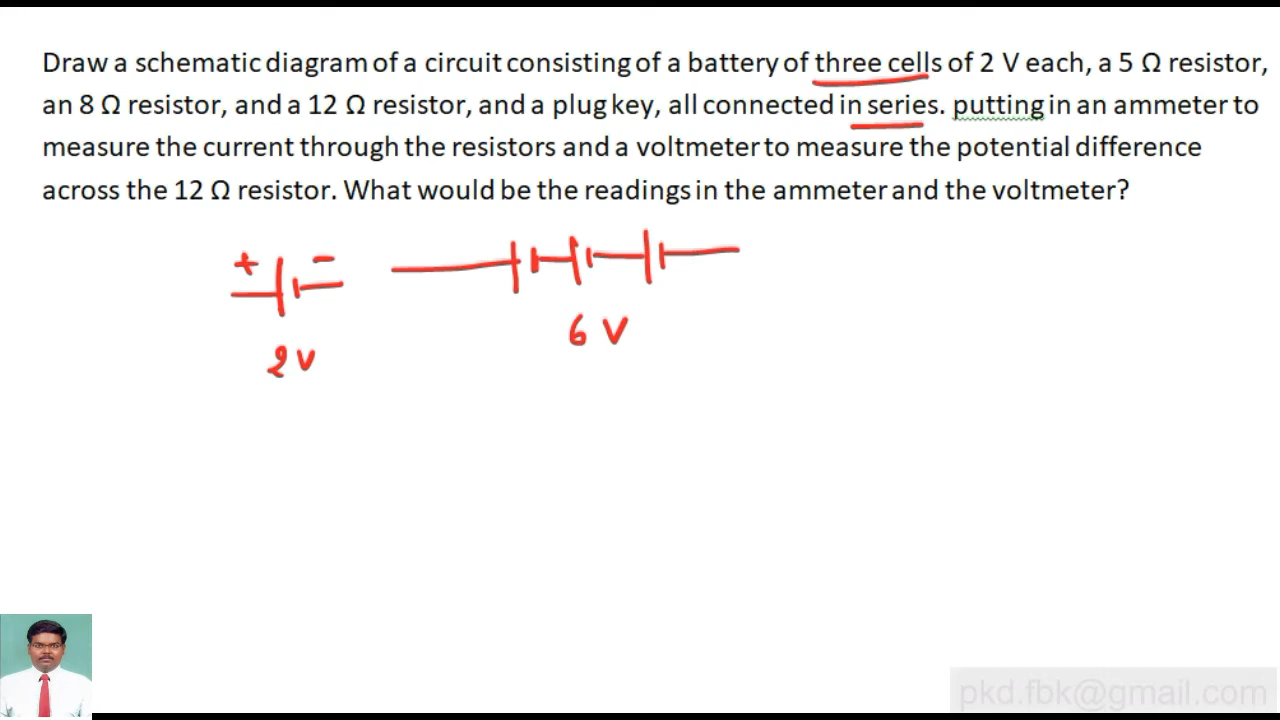 Draw a schematic diagram of a circuit consisting of a battery of three cells of 2 V each, a 5 Ω resistor,
an 8 Ω resistor, and a 12 Ω resistor, and a plug key, all connected in series. putting in an ammeter to
measure the current through the resistors and a voltmeter to measure the potential difference
across the 12 Ω resistor. What would be the readings in the ammeter and the voltmeter?
+ -
2 V
6 V
pkd.fbk@gmail.com